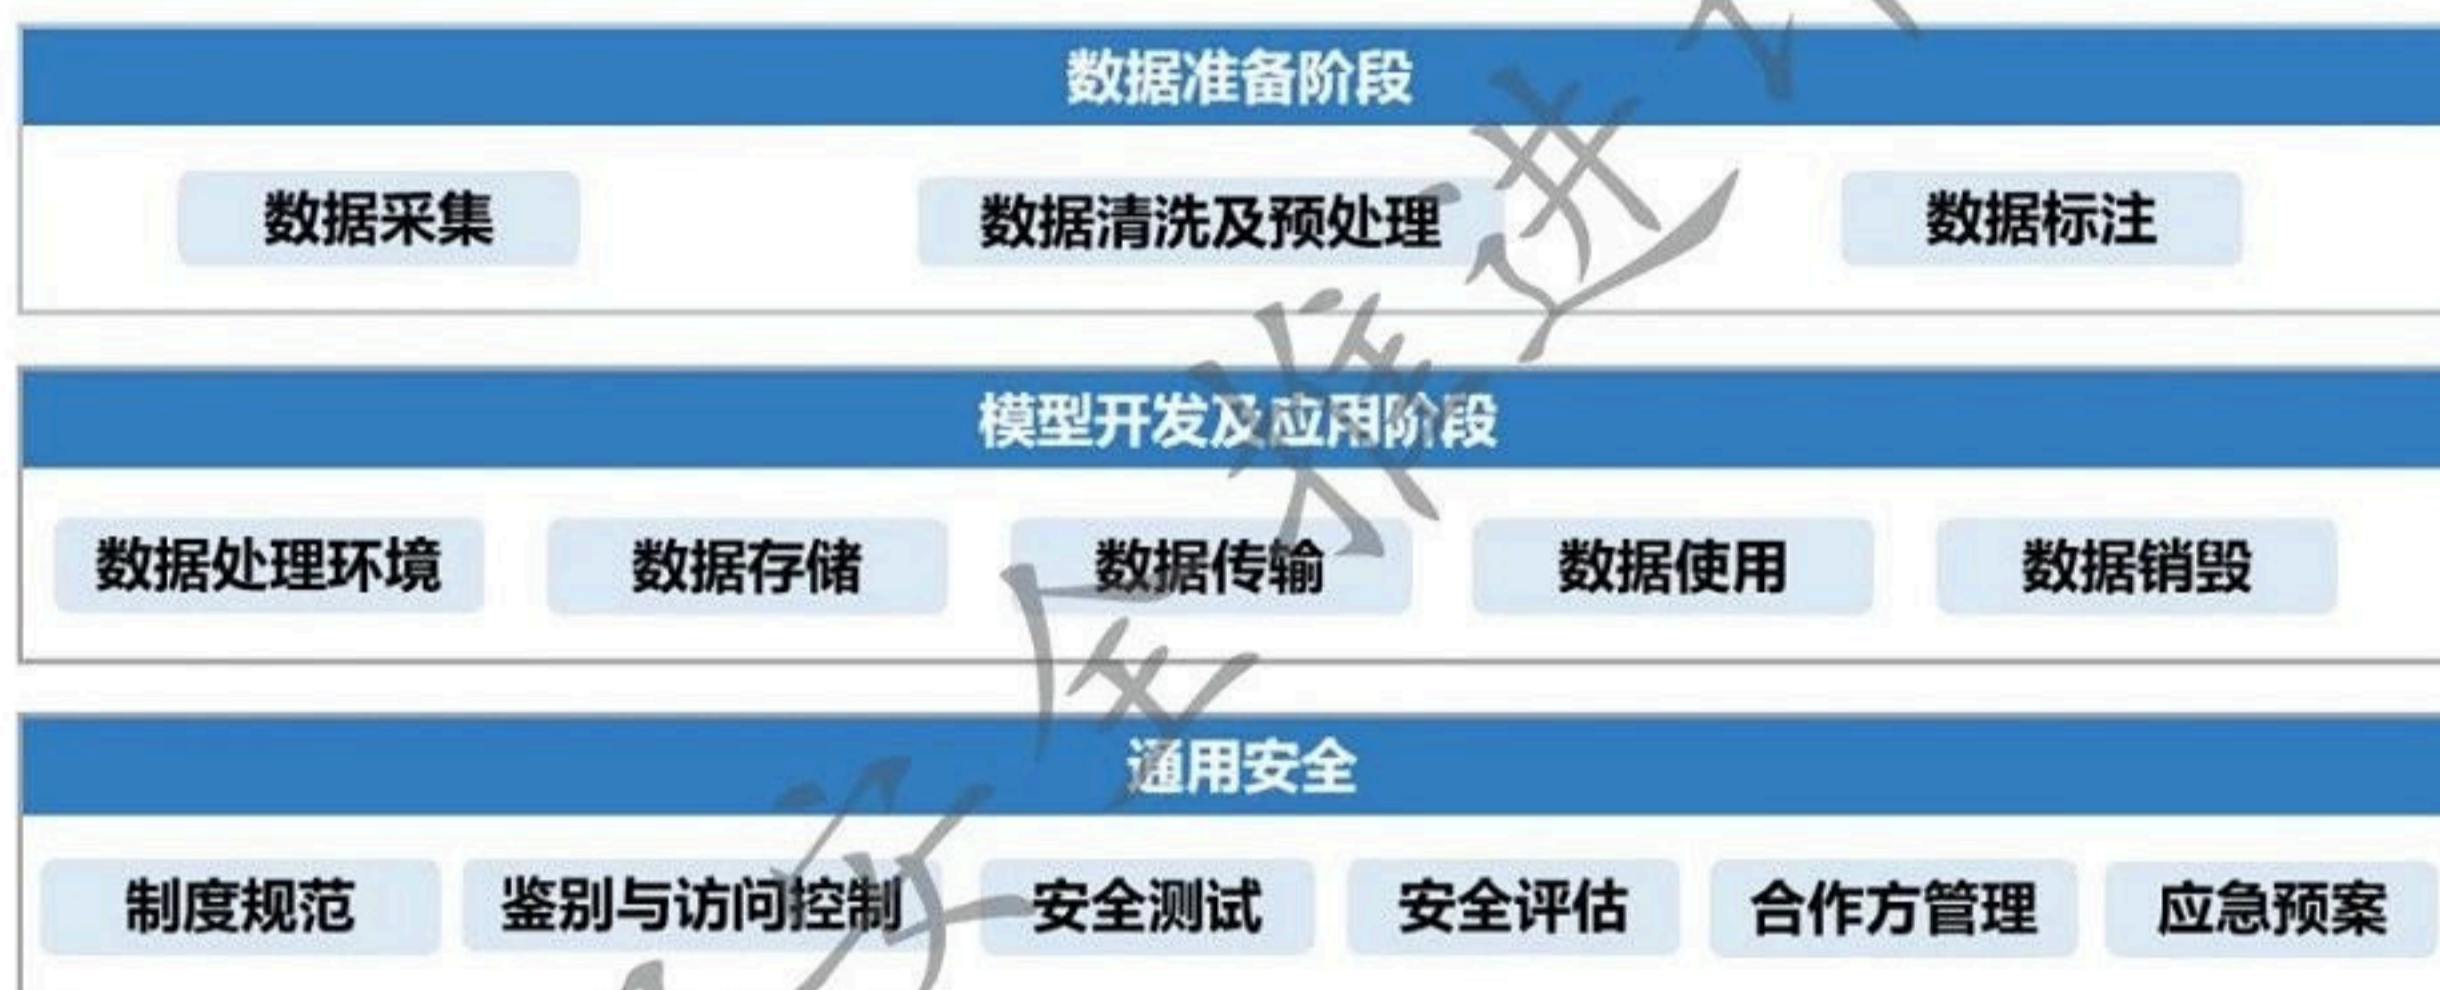 数据准备阶段
数据采集 数据清洗及预处理 数据标注
模型开发及应用阶段
数据处理环境 数据存储 数据传输 数据使用 数据销毁
通用安全
制度规范 鉴别与访问控制 安全测试 安全评估 合作方管理 应急预案
安全推进